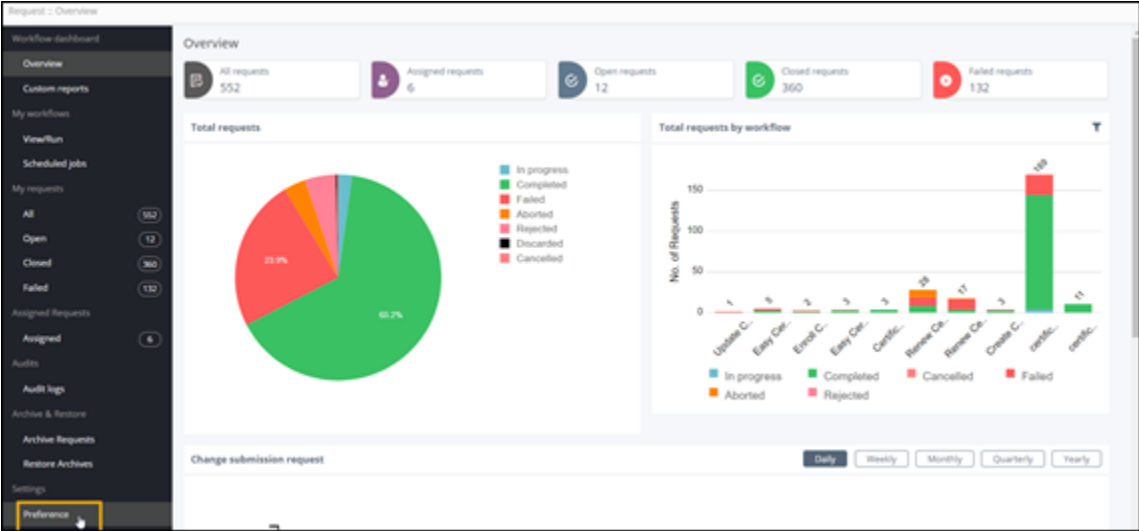 Request :: Overview
Workflow dashboard
Overview
Custom reports
My workflows
View/Run
Scheduled jobs
My requests
All 552
Open 12
Closed 360
Failed 132
Assigned Requests
Assigned 6
Audits
Audit logs
Archive & Restore
Archive Requests
Restore Archives
Settings
Preference
Overview
All requests
552
Assigned requests
6
Open requests
12
Closed requests
360
Failed requests
132
Total requests
23.9%
In progress
Completed
Failed
Aborted
Rejected
Discarded
Cancelled
Total requests by workflow
No. of Requests
150
100
50
0
1 5 2 3 3 28 17 3 169 11
Update C.. Easy Cer.. Enroll C.. Easy Cer.. Certific.. Renew Ce.. Renew Ce.. Create C.. certific.. certific..
In progress Completed Cancelled Failed
Aborted Rejected
Change submission request
Daily Weekly Monthly Quarterly Yearly